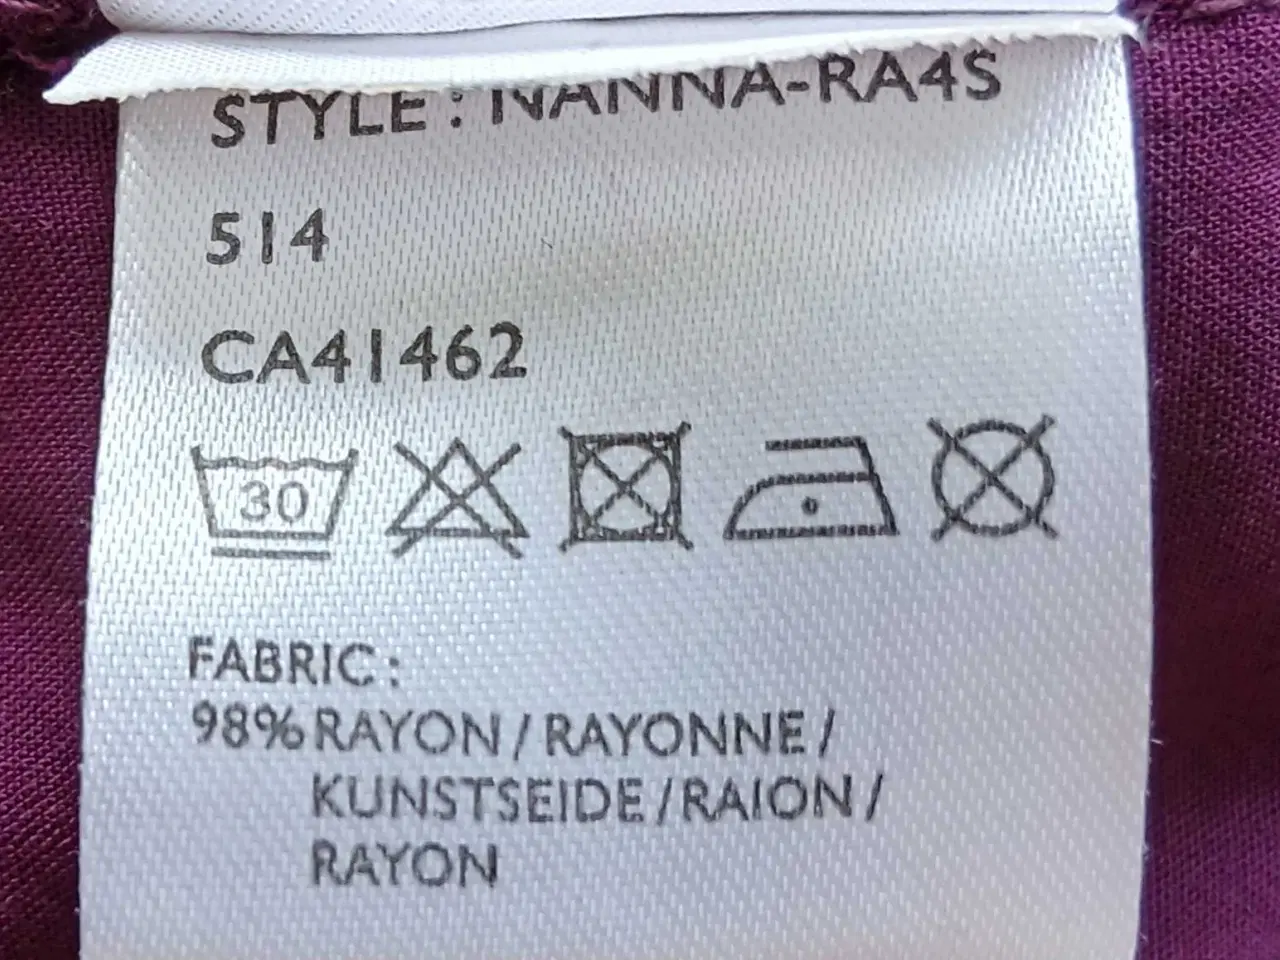 STYLE : NANNA-RA4S
514
CA41462
30
FABRIC :
98% RAYON / RAYONNE /
KUNSTSEIDE / RAION /
RAYON